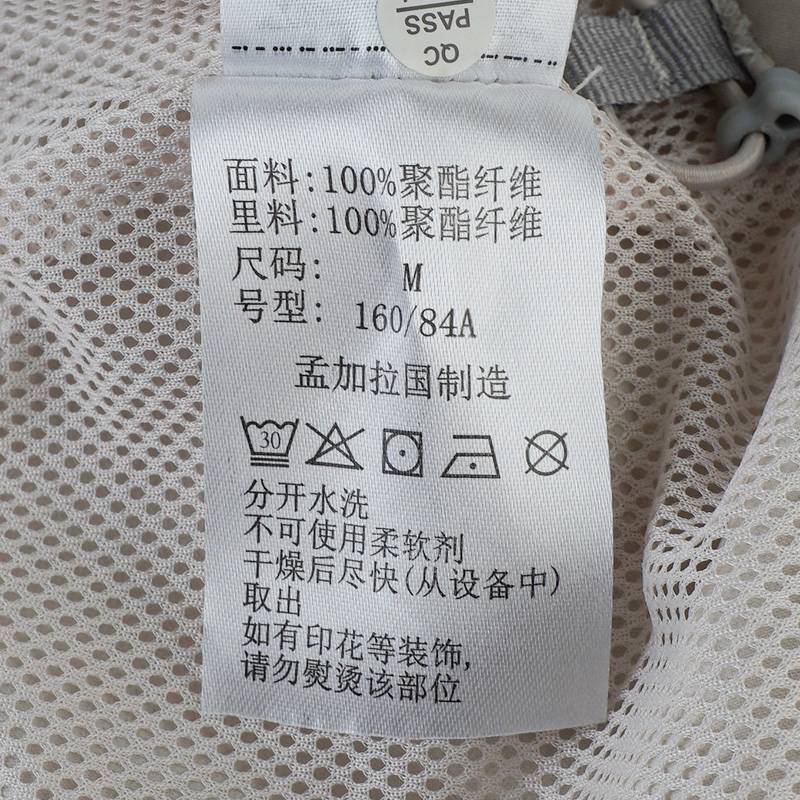 QC
PASS
面料:100%聚酯纤维
里料:100%聚酯纤维
尺码: M
号型: 160/84A
孟加拉国制造
30
分开水洗
不可使用柔软剂
干燥后尽快(从设备中)
取出
如有印花等装饰,
请勿熨烫该部位